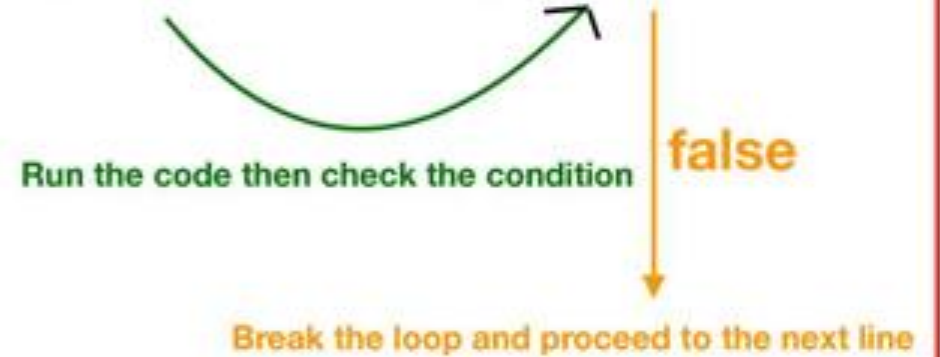 false
Run the code then check the condition
Break the loop and proceed to the next line